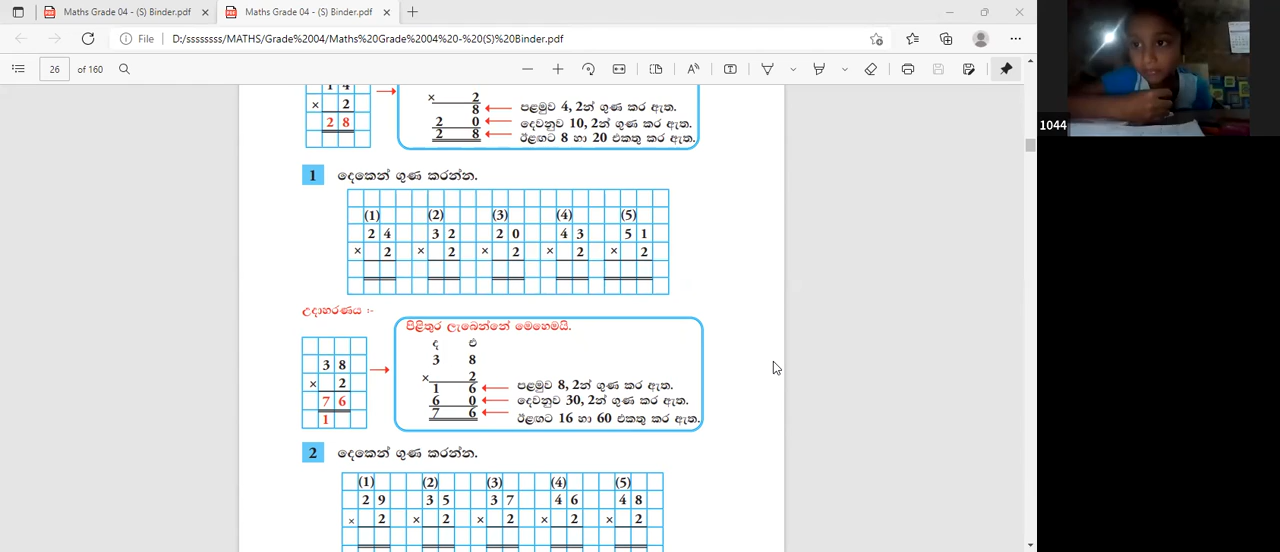 Maths Grade 04 - (S) Binder.pdf × Maths Grade 04 - (S) Binder.pdf × +
File D:/ssssssss/MATHS/Grade%2004/Maths%20Grade%2004%20-%20(S)%20Binder.pdf
26 of 160
1044
× 2
2 8
× 2
8 පළමුව 4, 2න් ගුණ කර ඇත.
2 0 දෙවනුව 10, 2න් ගුණ කර ඇත.
2 8 ඊළඟට 8 හා 20 එකතු කර ඇත.
1 දෙකෙන් ගුණ කරන්න.
(1) (2) (3) (4) (5)
2 4 3 2 2 0 4 3 5 1
× 2 × 2 × 2 × 2 × 2
උදාහරණය :-
3 8
× 2
7 6
1
පිළිතුර ලැබෙන්නේ මෙහෙමයි.
ද එ
3 8
× 2
1 6 පළමුව 8, 2න් ගුණ කර ඇත.
6 0 දෙවනුව 30, 2න් ගුණ කර ඇත.
7 6 ඊළඟට 16 හා 60 එකතු කර ඇත.
2 දෙකෙන් ගුණ කරන්න.
(1) (2) (3) (4) (5)
2 9 3 5 3 7 4 6 4 8
× 2 × 2 × 2 × 2 × 2